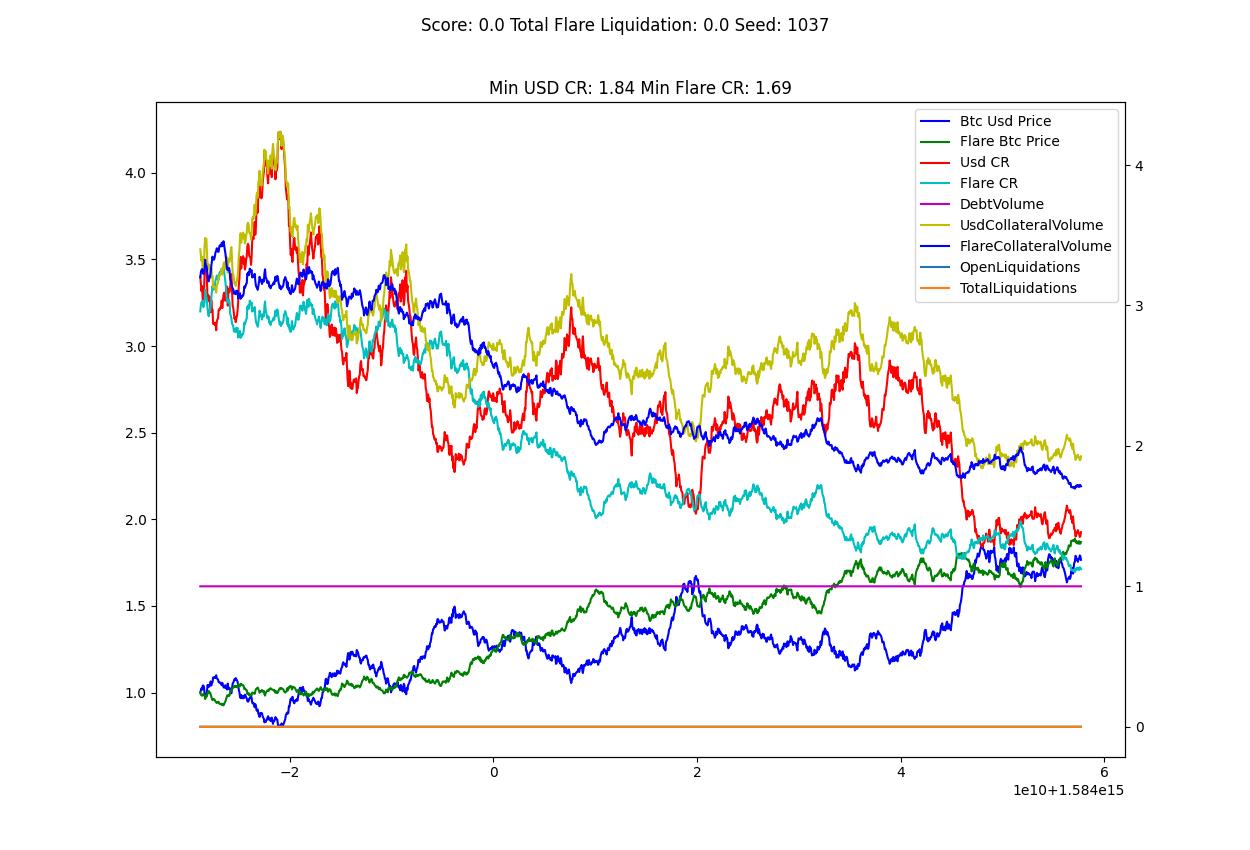 Score: 0.0 Total Flare Liquidation: 0.0 Seed: 1037
Min USD CR: 1.84 Min Flare CR: 1.69
Btc Usd Price
Flare Btc Price
Usd CR
Flare CR
DebtVolume
UsdCollateralVolume
FlareCollateralVolume
OpenLiquidations
TotalLiquidations
4.0
3.5
3.0
2.5
2.0
1.5
1.0
4
3
2
1
0
−2
0
2
4
6
1e10+1.584e15